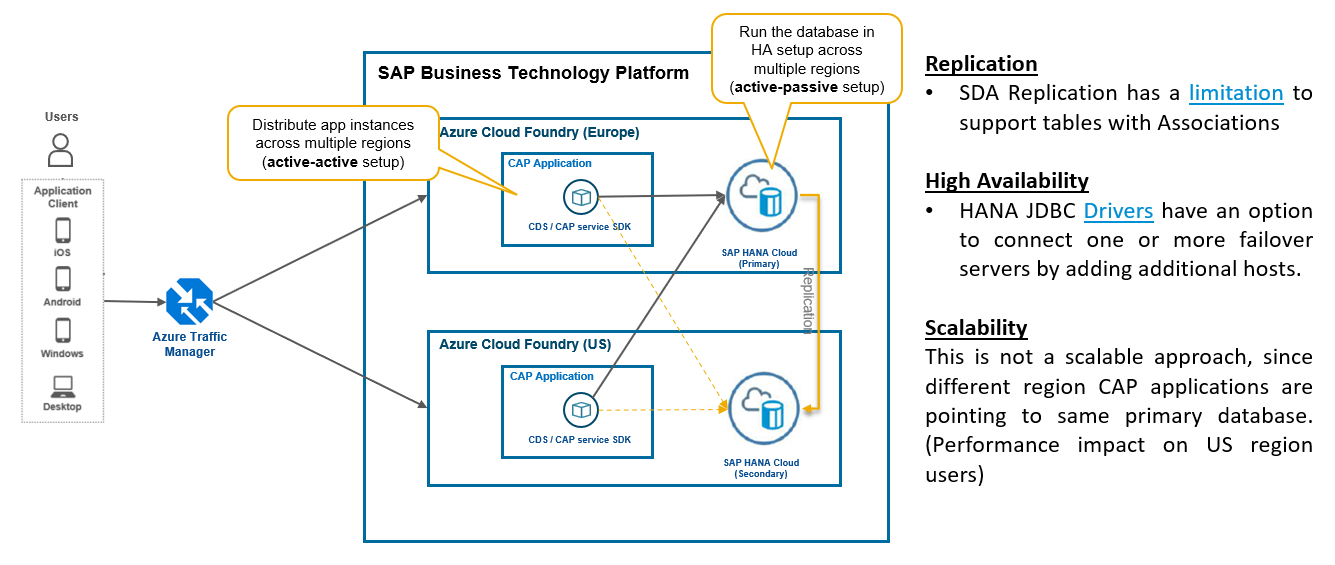 Run the database in
HA setup across
multiple regions
(active-passive setup)
SAP Business Technology Platform
Distribute app instances
across multiple regions
(active-active setup)
Users
Application
Client
iOS
Android
Windows
Desktop
Azure Traffic
Manager
Azure Cloud Foundry (Europe)
CAP Application
CDS / CAP service SDK
SAP HANA Cloud
(Primary)
Replication
Azure Cloud Foundry (US)
CAP Application
CDS / CAP service SDK
SAP HANA Cloud
(Secondary)
Replication
• SDA Replication has a limitation to
support tables with Associations
High Availability
• HANA JDBC Drivers have an option
to connect one or more failover
servers by adding additional hosts.
Scalability
This is not a scalable approach, since
different region CAP applications are
pointing to same primary database.
(Performance impact on US region
users)